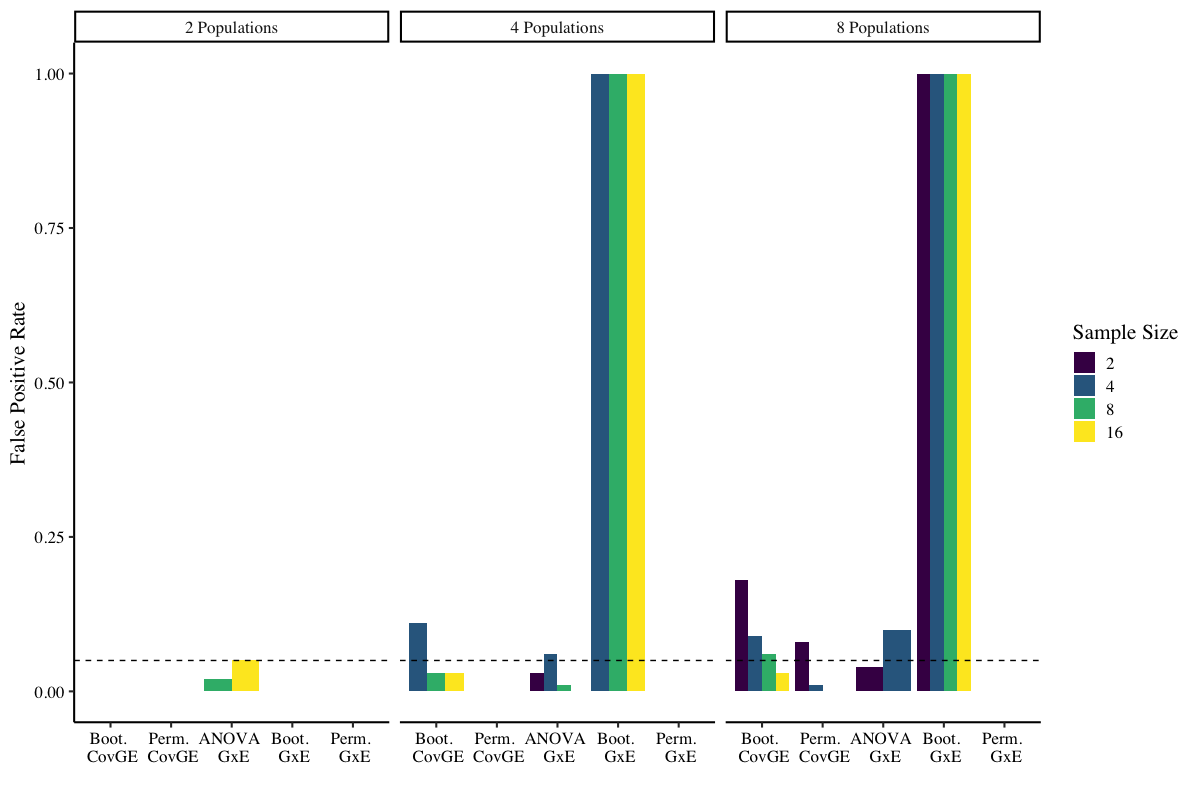 2 Populations
4 Populations
8 Populations
False Positive Rate
1.00
0.75
0.50
0.25
0.00
Boot. CovGE
Perm. CovGE
ANOVA GxE
Boot. GxE
Perm. GxE
Boot. CovGE
Perm. CovGE
ANOVA GxE
Boot. GxE
Perm. GxE
Boot. CovGE
Perm. CovGE
ANOVA GxE
Boot. GxE
Perm. GxE
Sample Size
2
4
8
16